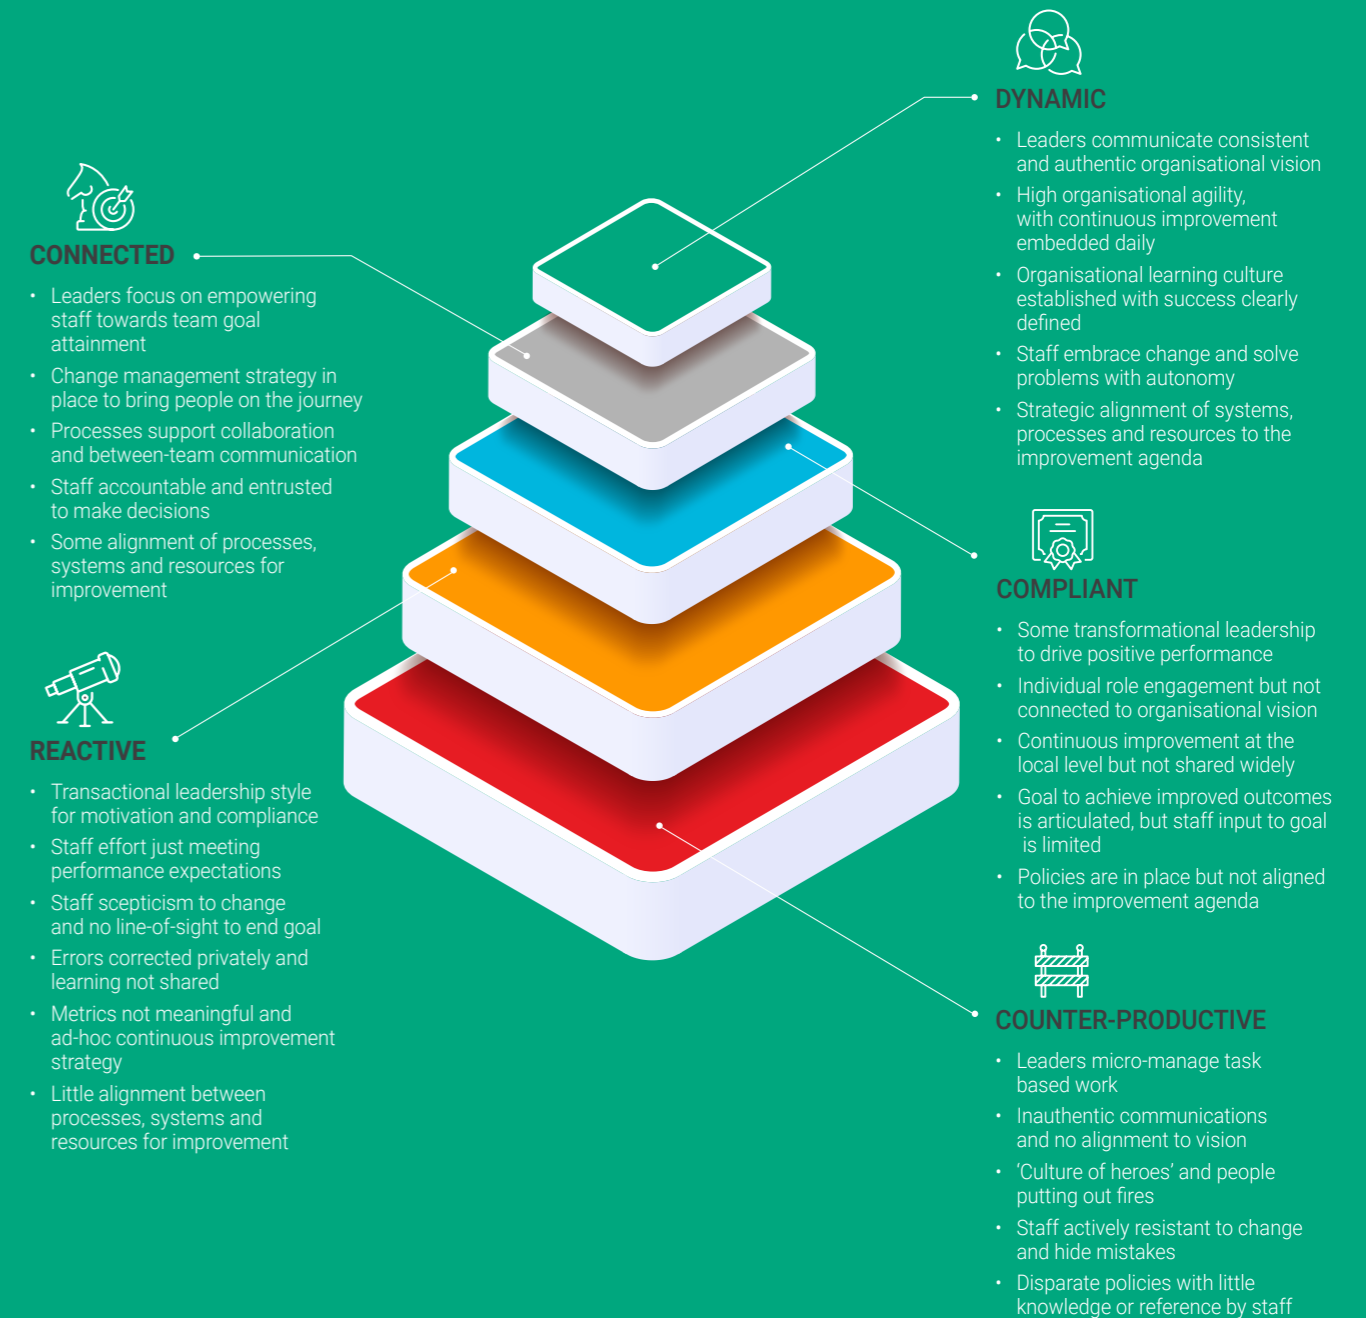 DYNAMIC
• Leaders communicate consistent
and authentic organisational vision
• High organisational agility,
with continuous improvement
embedded daily
• Organisational learning culture
established with success clearly
defined
• Staff embrace change and solve
problems with autonomy
• Strategic alignment of systems,
processes and resources to the
improvement agenda
CONNECTED
• Leaders focus on empowering
staff towards team goal
attainment
• Change management strategy in
place to bring people on the journey
• Processes support collaboration
and between-team communication
• Staff accountable and entrusted
to make decisions
• Some alignment of processes,
systems and resources for
improvement
COMPLIANT
• Some transformational leadership
to drive positive performance
• Individual role engagement but not
connected to organisational vision
• Continuous improvement at the
local level but not shared widely
• Goal to achieve improved outcomes
is articulated, but staff input to goal
is limited
• Policies are in place but not aligned
to the improvement agenda
REACTIVE
• Transactional leadership style
for motivation and compliance
• Staff effort just meeting
performance expectations
• Staff scepticism to change
and no line-of-sight to end goal
• Errors corrected privately and
learning not shared
• Metrics not meaningful and
ad-hoc continuous improvement
strategy
• Little alignment between
processes, systems and
resources for improvement
COUNTER-PRODUCTIVE
• Leaders micro-manage task
based work
• Inauthentic communications
and no alignment to vision
• ‘Culture of heroes’ and people
putting out fires
• Staff actively resistant to change
and hide mistakes
• Disparate policies with little
knowledge or reference by staff